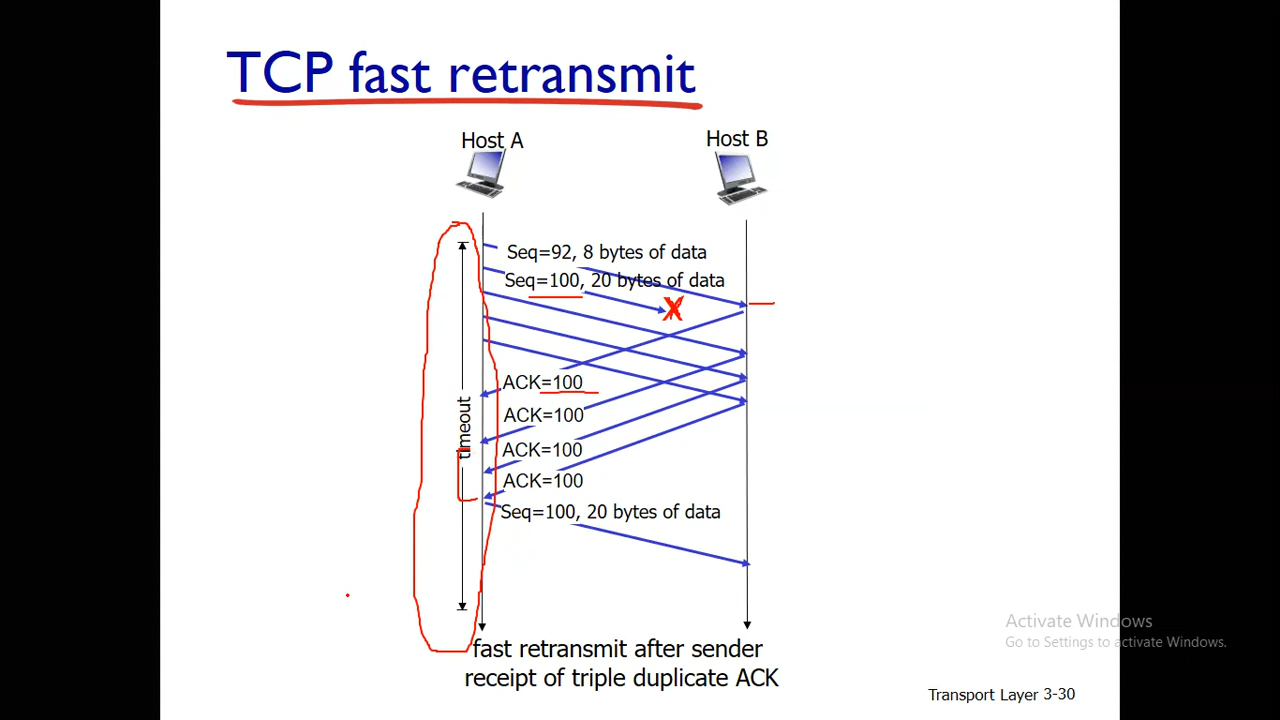 TCP fast retransmit
Host A
Host B
Seq=92, 8 bytes of data
Seq=100, 20 bytes of data
X
timeout
ACK=100
ACK=100
ACK=100
ACK=100
Seq=100, 20 bytes of data
fast retransmit after sender
receipt of triple duplicate ACK
Activate Windows
Go to Settings to activate Windows.
Transport Layer 3-30